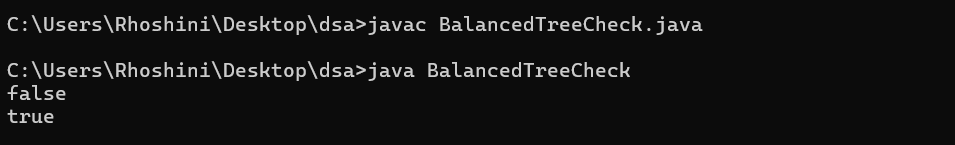 C:\Users\Rhoshini\Desktop\dsa>javac BalancedTreeCheck.java
C:\Users\Rhoshini\Desktop\dsa>java BalancedTreeCheck
false
true